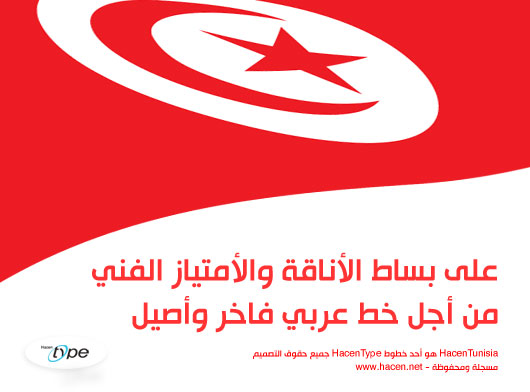 على بساط الأناقة والأمتياز الفني
من أجل خط عربي فاخر وأصيل
HacenTunisia هو أحد خطوط HacenType جميع حقوق التصميم
مسجلة ومحفوظة - www.hacen.net
Hacen
type